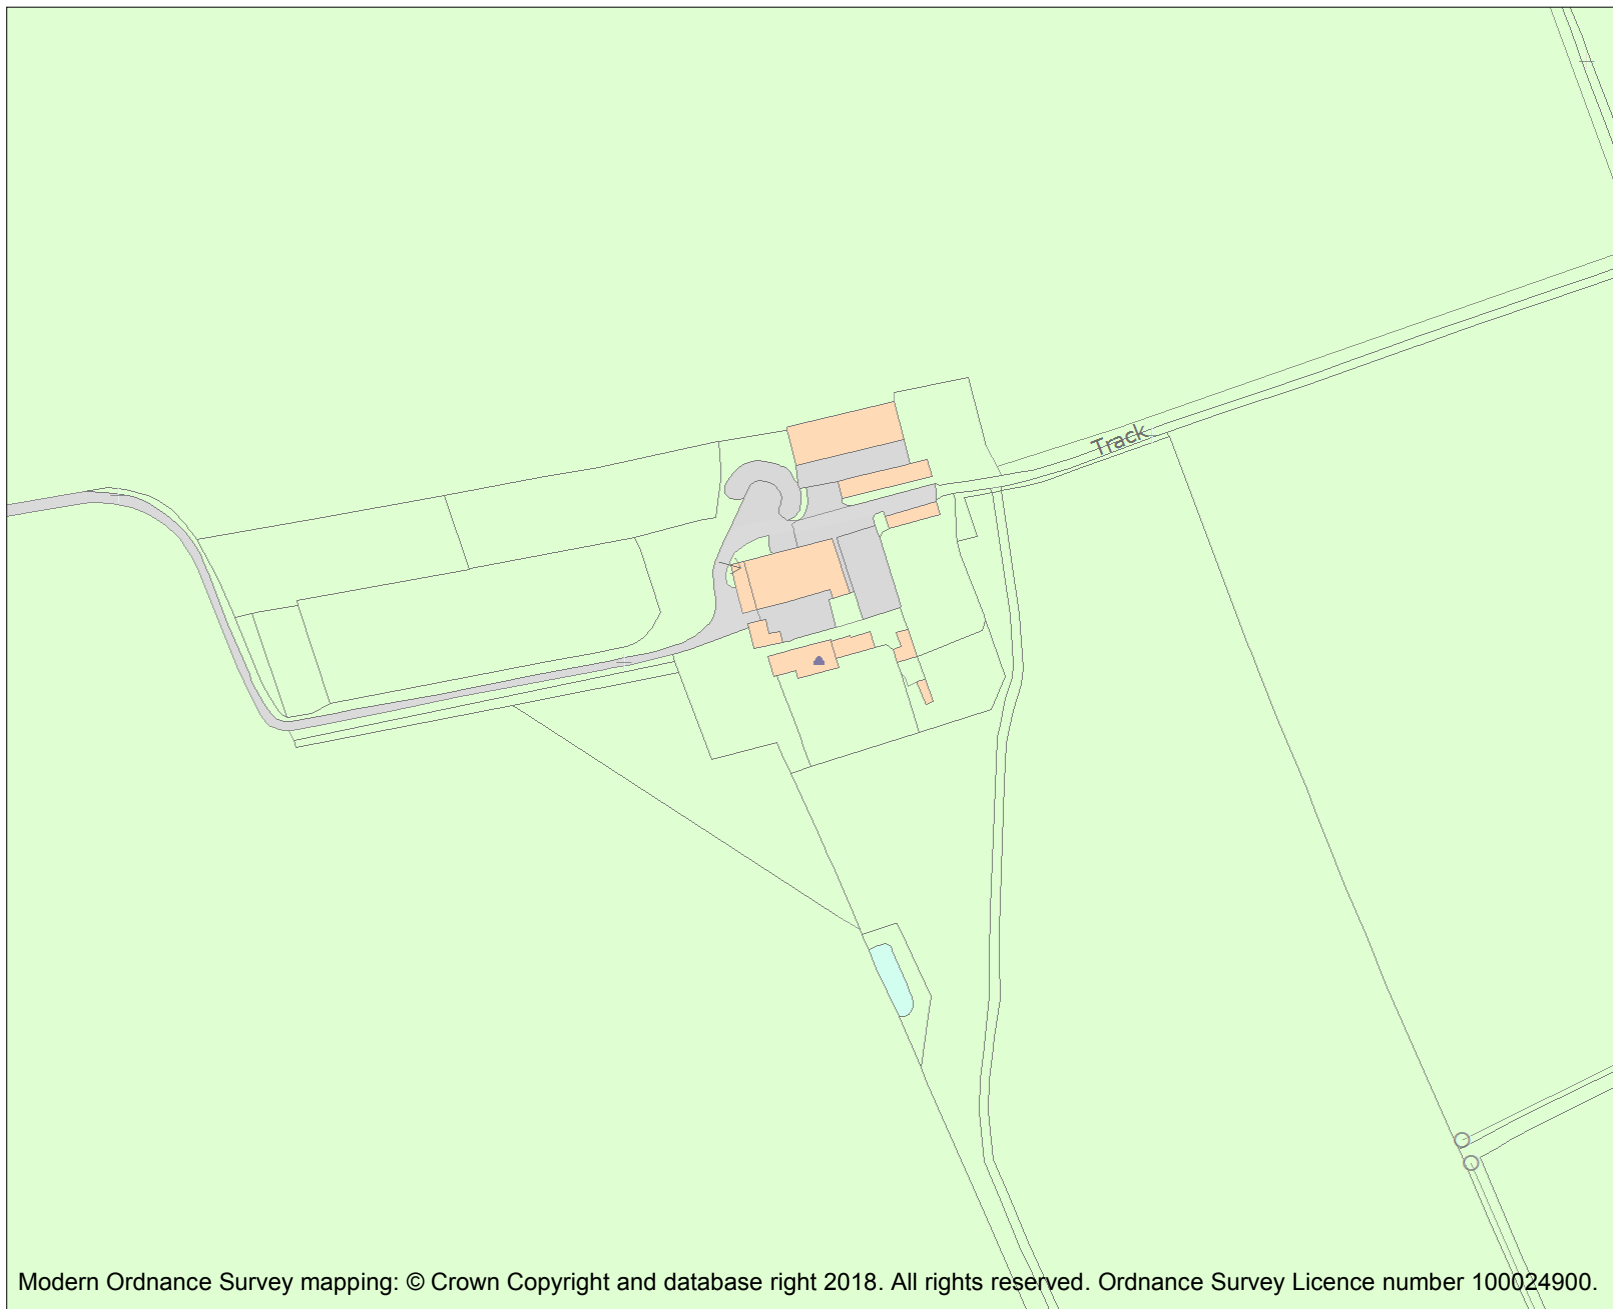 Track
Modern Ordnance Survey mapping: © Crown Copyright and database right 2018. All rights reserved. Ordnance Survey Licence number 100024900.